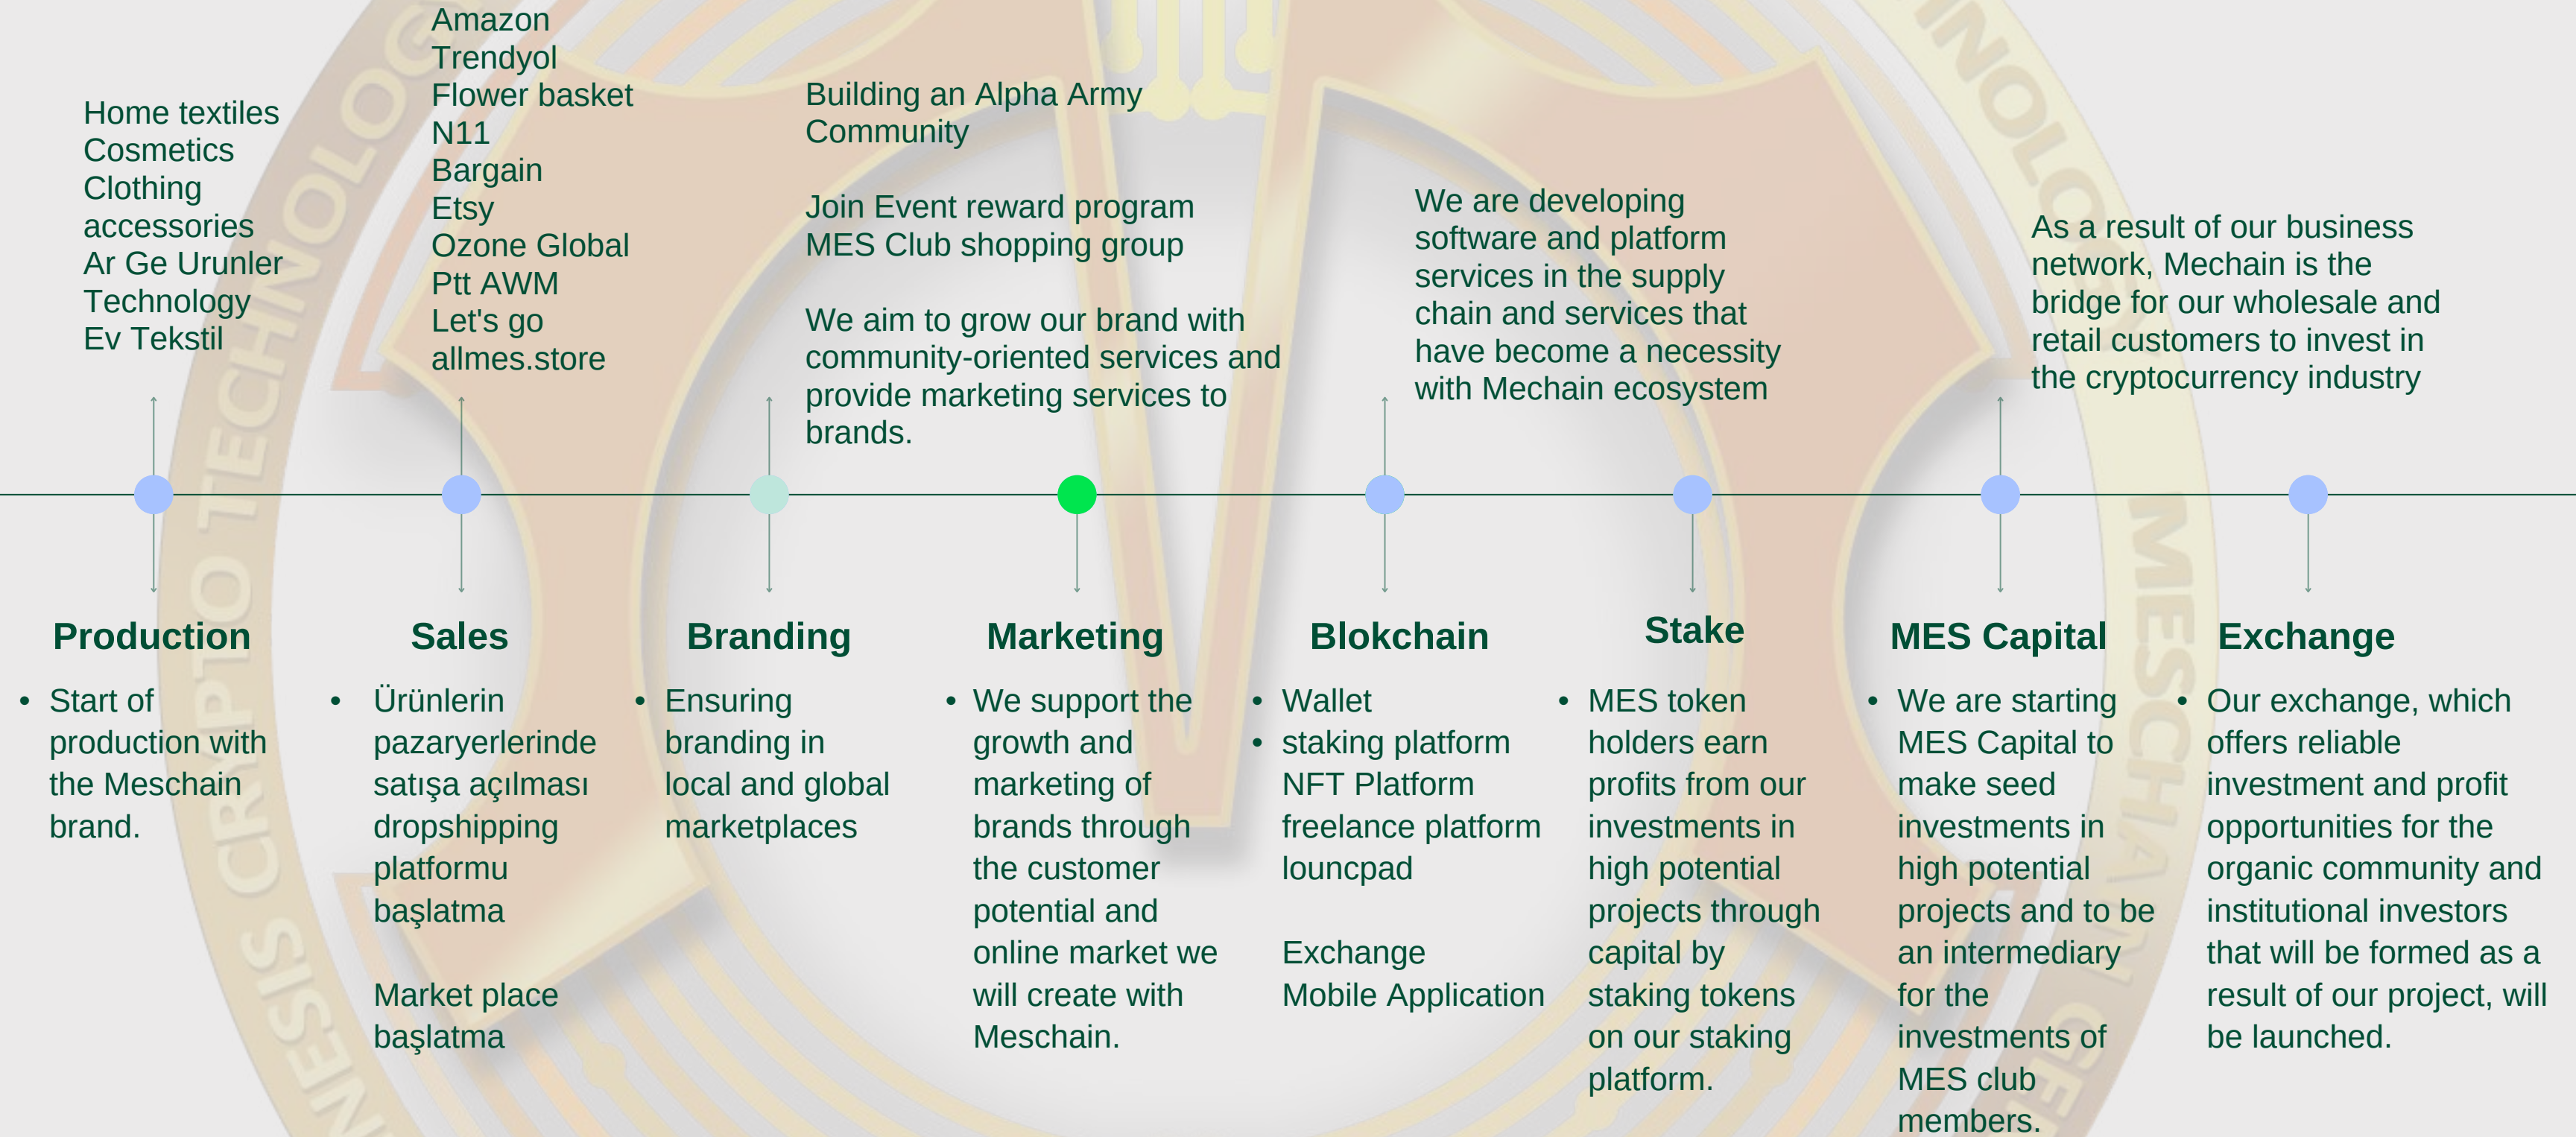 Home textiles
Cosmetics
Clothing
accessories
Ar Ge Urunler
Technology
Ev Tekstil
Amazon
Trendyol
Flower basket
N11
Bargain
Etsy
Ozone Global
Ptt AWM
Let's go
allmes.store
Building an Alpha Army
Community
Join Event reward program
MES Club shopping group
We aim to grow our brand with
community-oriented services and
provide marketing services to
brands.
We are developing
software and platform
services in the supply
chain and services that
have become a necessity
with Mechain ecosystem
As a result of our business
network, Mechain is the
bridge for our wholesale and
retail customers to invest in
the cryptocurrency industry
Production
• Start of
production with
the Meschain
brand.
Sales
• Ürünlerin
pazaryerlerinde
satışa açılması
dropshipping
platformu
başlatma
Market place
başlatma
Branding
• Ensuring
branding in
local and global
marketplaces
Marketing
• We support the
growth and
marketing of
brands through
the customer
potential and
online market we
will create with
Meschain.
Blokchain
• Wallet
• staking platform
NFT Platform
freelance platform
louncpad
Exchange
Mobile Application
Stake
• MES token
holders earn
profits from our
investments in
high potential
projects through
capital by
staking tokens
on our staking
platform.
MES Capital
• We are starting
MES Capital to
make seed
investments in
high potential
projects and to be
an intermediary
for the
investments of
MES club
members.
Exchange
• Our exchange, which
offers reliable
investment and profit
opportunities for the
organic community and
institutional investors
that will be formed as a
result of our project, will
be launched.
CRYPTO TECHNOLOGY
MESCHAIN